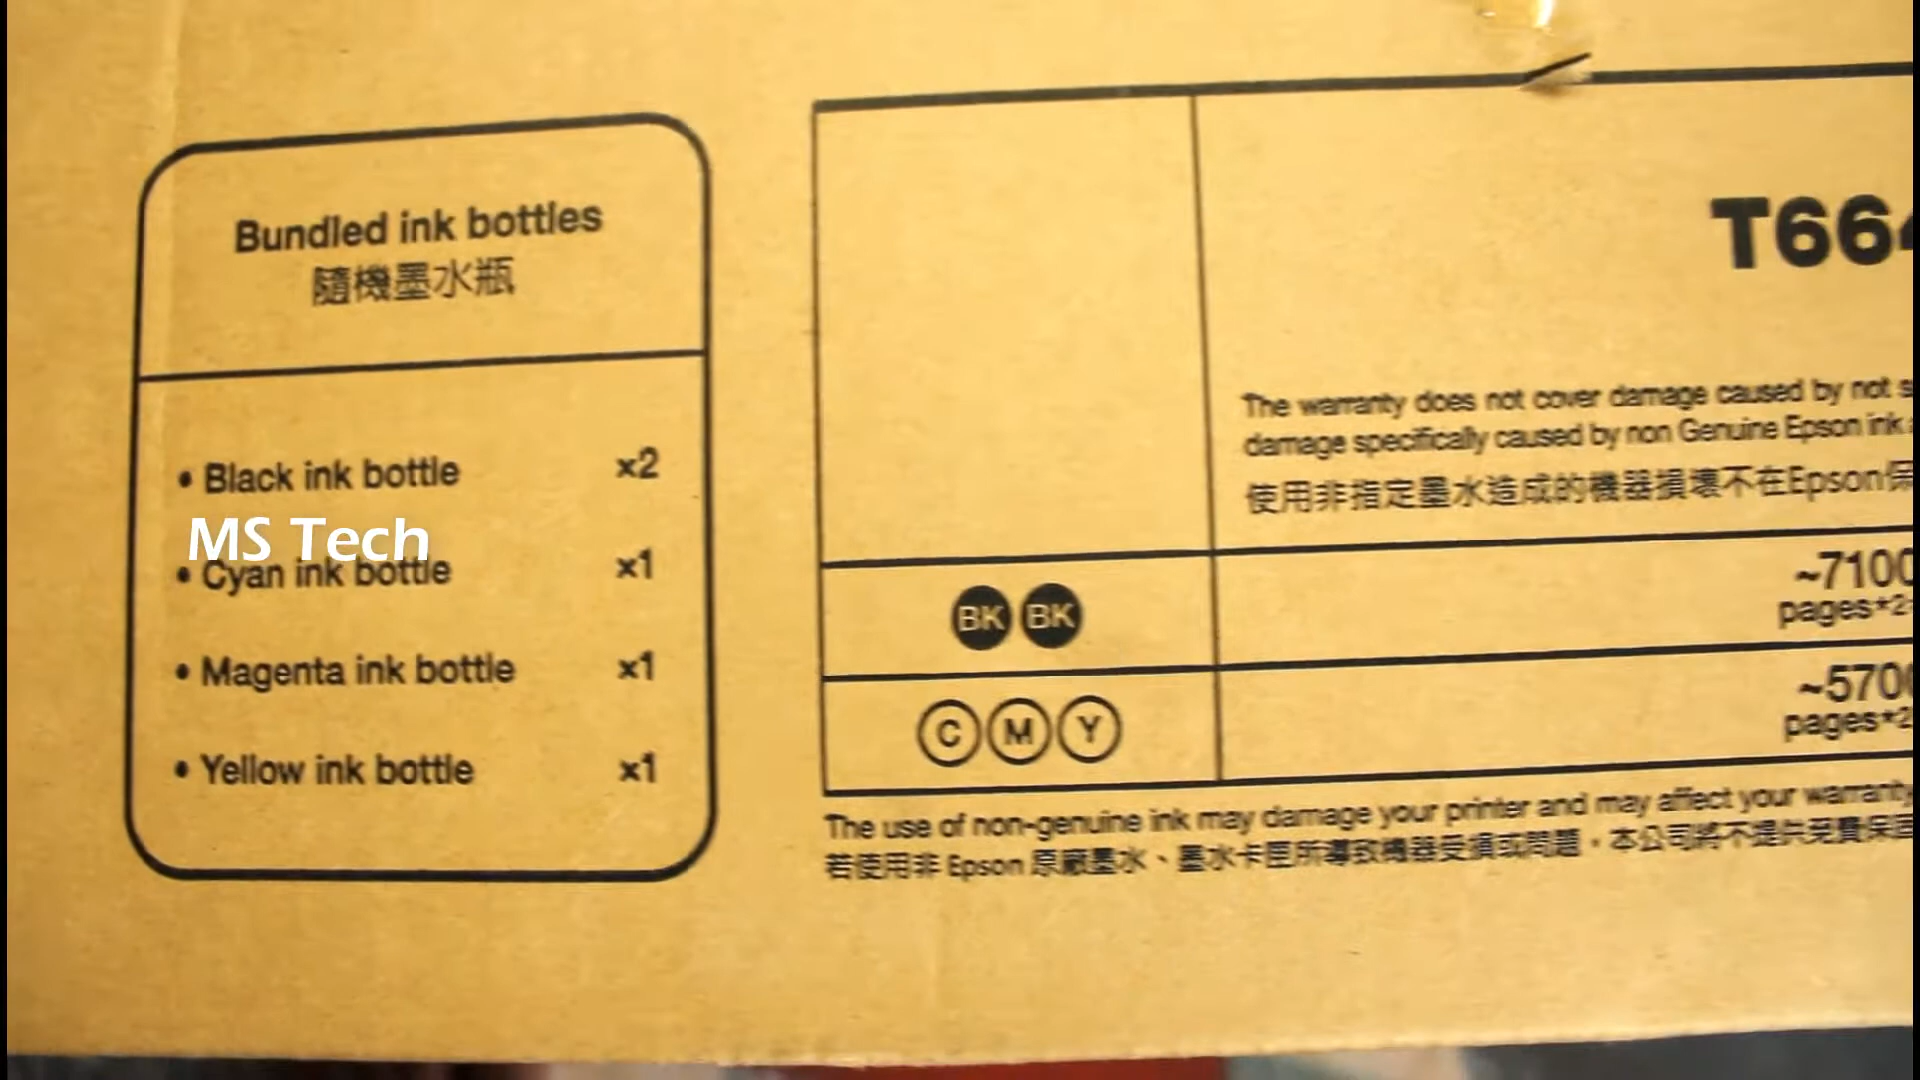 Bundled ink bottles
隨機墨水瓶
• Black ink bottle x2
MS Tech
• Cyan ink bottle x1
• Magenta ink bottle x1
• Yellow ink bottle x1
T664
The warranty does not cover damage caused by not s
damage specifically caused by non Genuine Epson ink
使用非指定墨水造成的機器損壞不在Epson保
BK BK
~7100
pages*2
C M Y
~5700
pages*2
The use of non-genuine ink may damage your printer and may affect your warranty
若使用非 Epson 原廠墨水、墨水卡匣所導致機器受損或問題，本公司將不提供免費保固